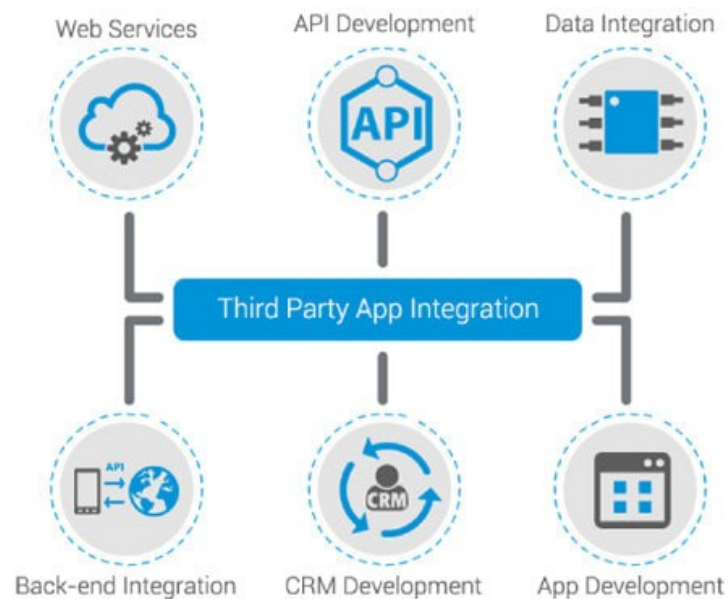 Web Services
API Development
Data Integration
API
Third Party App Integration
API
CRM
Back-end Integration
CRM Development
App Development